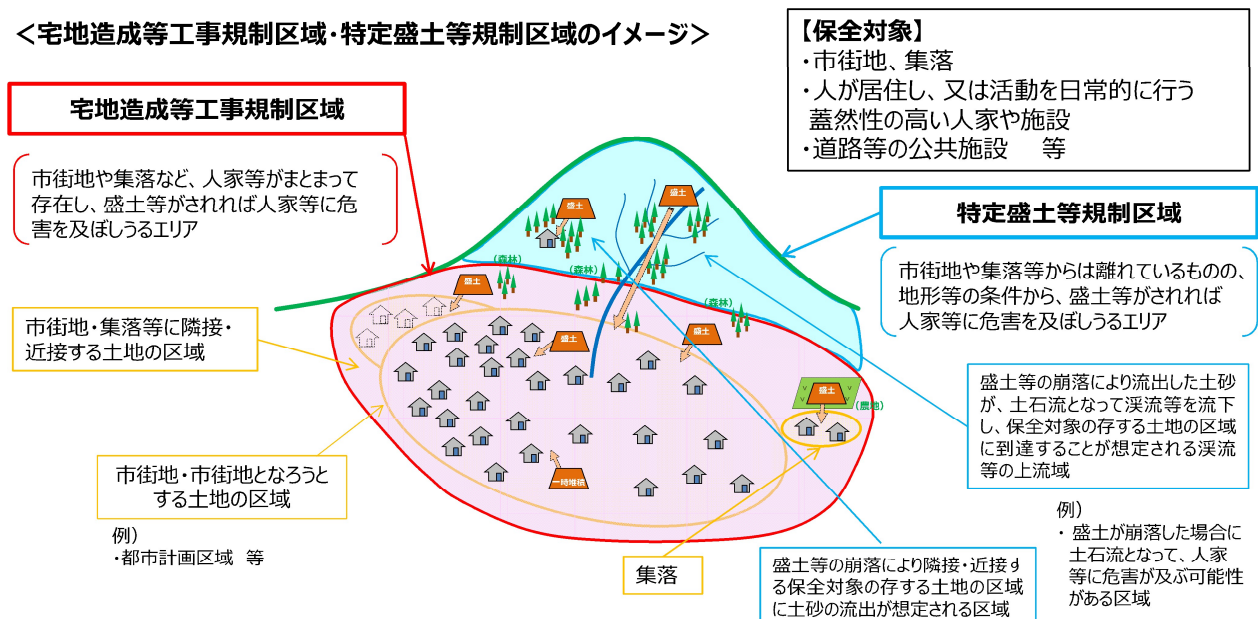 ＜宅地造成等工事規制区域・特定盛土等規制区域のイメージ＞
【保全対象】
・市街地、集落
・人が居住し、又は活動を日常的に行う
蓋然性の高い人家や施設
・道路等の公共施設　等
宅地造成等工事規制区域
市街地や集落など、人家等がまとまって
存在し、盛土等がされれば人家等に危
害を及ぼしうるエリア
特定盛土等規制区域
市街地や集落等からは離れているものの、
地形等の条件から、盛土等がされれば
人家等に危害を及ぼしうるエリア
盛土
盛土
（森林）
（森林）
盛土
（森林）
盛土
盛土
盛土
（農地）
一時堆積
市街地・集落等に隣接・
近接する土地の区域
市街地・市街地となろうと
する土地の区域
例）
・都市計画区域　等
集落
盛土等の崩落により流出した土砂
が、土石流となって渓流等を流下
し、保全対象の存する土地の区域
に到達することが想定される渓流
等の上流域
例）
・ 盛土が崩落した場合に
土石流となって、人家
等に危害が及ぶ可能性
がある区域
盛土等の崩落により隣接・近接す
る保全対象の存する土地の区域
に土砂の流出が想定される区域